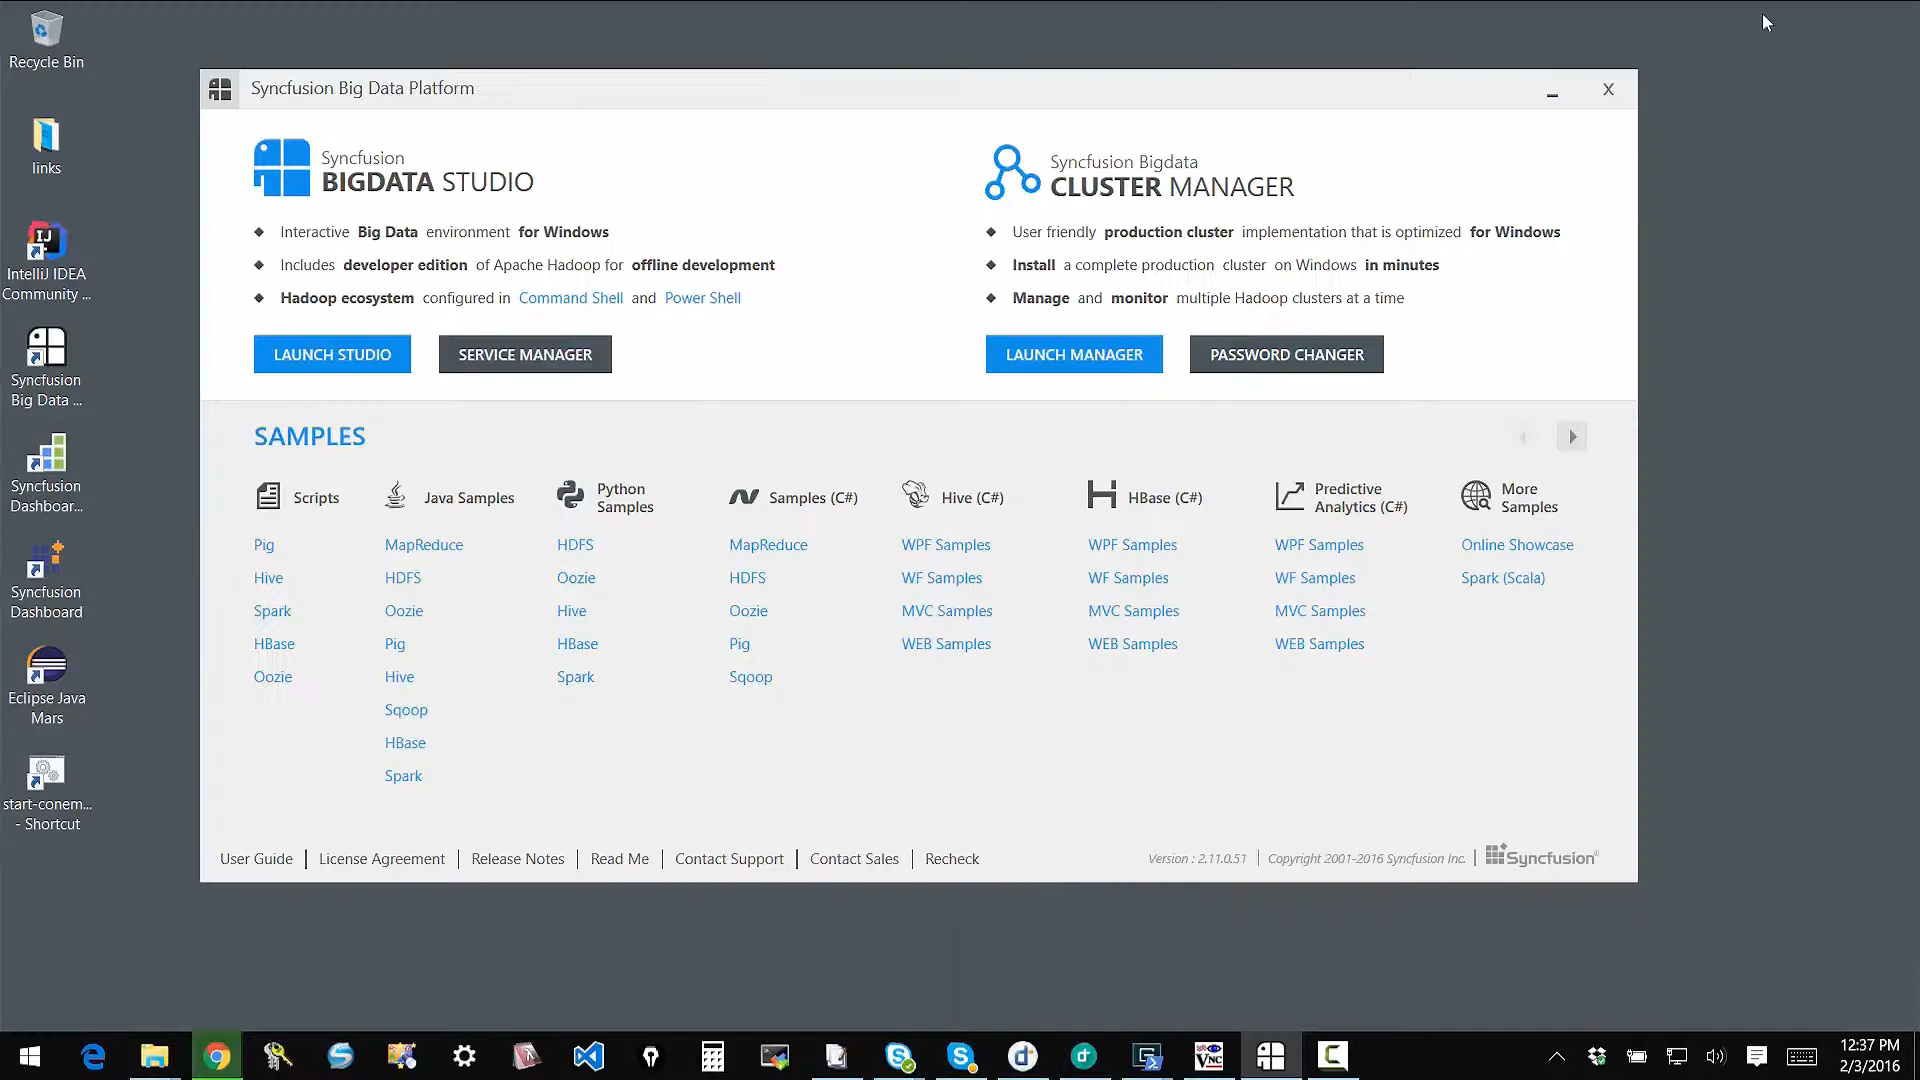 Recycle Bin
links
IntelliJ IDEA
Community ...
Syncfusion
Big Data ...
Syncfusion
Dashboar...
Syncfusion
Dashboard
Eclipse Java
Mars
start-conem...
- Shortcut
Syncfusion Big Data Platform
X
Syncfusion
BIGDATA STUDIO
Interactive Big Data environment for Windows
Includes developer edition of Apache Hadoop for offline development
Hadoop ecosystem configured in Command Shell and Power Shell
LAUNCH STUDIO
SERVICE MANAGER
Syncfusion Bigdata
CLUSTER MANAGER
User friendly production cluster implementation that is optimized for Windows
Install a complete production cluster on Windows in minutes
Manage and monitor multiple Hadoop clusters at a time
LAUNCH MANAGER
PASSWORD CHANGER
SAMPLES
Scripts
Pig
Hive
Spark
HBase
Oozie
Java Samples
MapReduce
HDFS
Oozie
Pig
Hive
Sqoop
HBase
Spark
Python
Samples
HDFS
Oozie
Hive
HBase
Spark
Samples (C#)
MapReduce
HDFS
Oozie
Pig
Sqoop
Hive (C#)
WPF Samples
WF Samples
MVC Samples
WEB Samples
HBase (C#)
WPF Samples
WF Samples
MVC Samples
WEB Samples
Predictive
Analytics (C#)
WPF Samples
WF Samples
MVC Samples
WEB Samples
More
Samples
Online Showcase
Spark (Scala)
User Guide | License Agreement | Release Notes | Read Me | Contact Support | Contact Sales | Recheck
Version : 2.11.0.51 | Copyright 2001-2016 Syncfusion Inc. | Syncfusion®
12:37 PM
2/3/2016